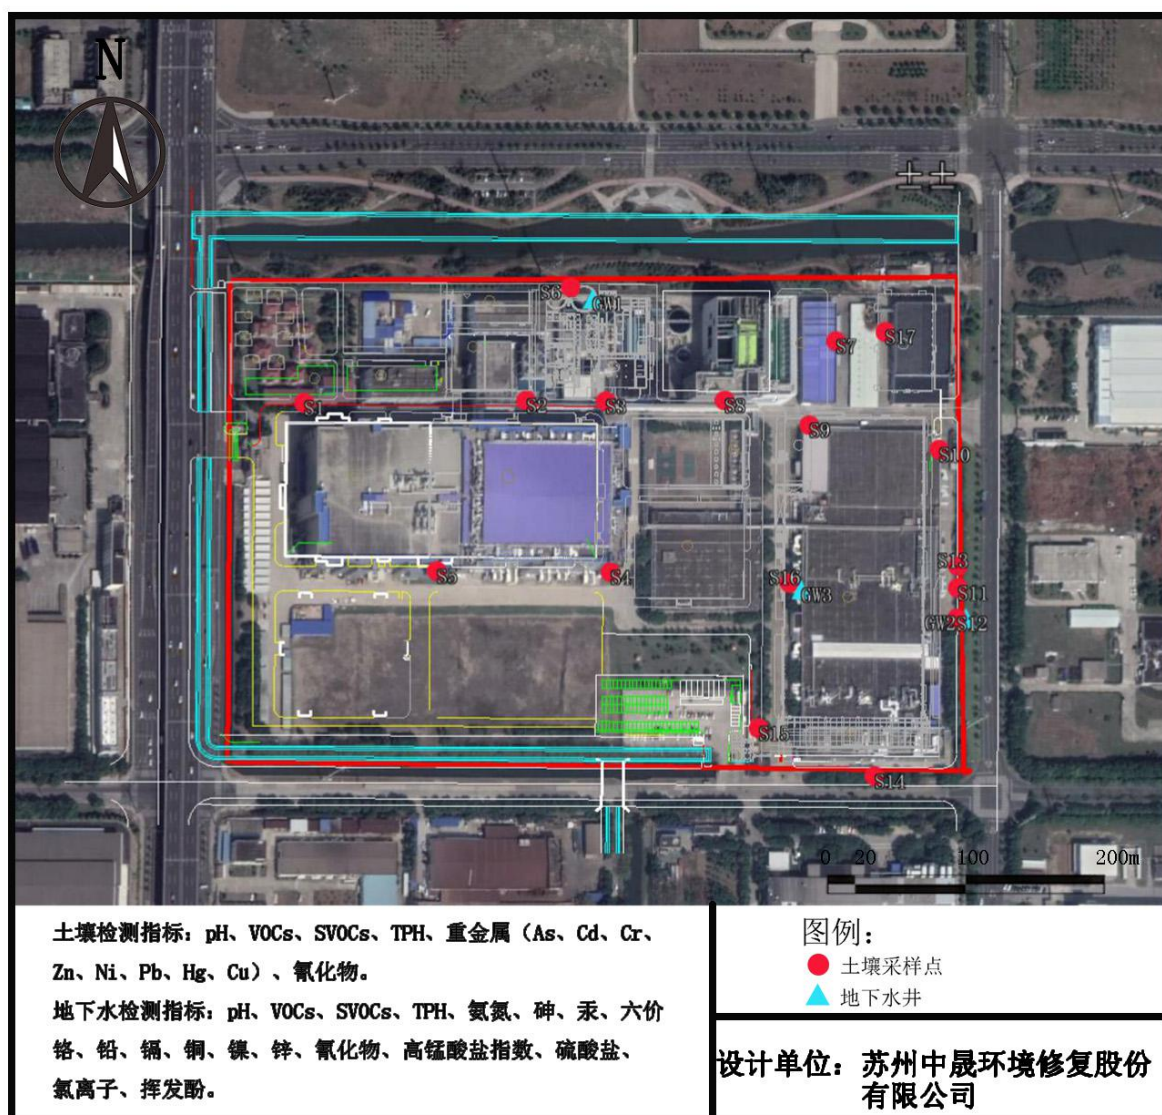 N
S6
GW1
S7
S17
S1
S2
S3
S8
S9
S10
S5
S4
S13
S16
GW3
S11
GW2
S12
S15
S14
0 20 100 200m
土壤检测指标：pH、VOCs、SVOCs、TPH、重金属（As、Cd、Cr、
Zn、Ni、Pb、Hg、Cu）、氰化物。
地下水检测指标：pH、VOCs、SVOCs、TPH、氨氮、砷、汞、六价
铬、铅、镉、铜、镍、锌、氰化物、高锰酸盐指数、硫酸盐、
氯离子、挥发酚。
图例：
土壤采样点
地下水井
设计单位：苏州中晟环境修复股份
有限公司